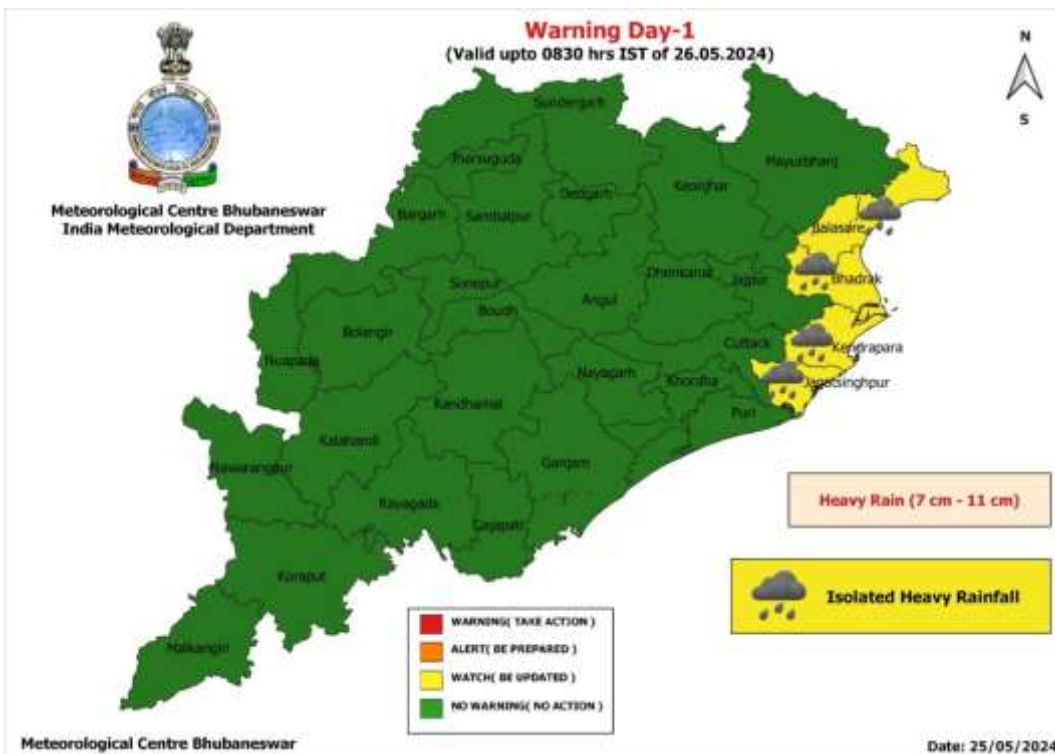 Warning Day-1
(Valid upto 0830 hrs IST of 26.05.2024)
N
S
Meteorological Centre Bhubaneswar
India Meteorological Department
Sundergarh
Jharsuguda
Mayurbhanj
Deogarh
Keonjhar
Bargarh
Sambalpur
Balasare
Dhenkanal
Jajpur
Bhadrak
Sonepur
Angul
Boudh
Bolangir
Cuttack
Kendrapara
Nuapada
Nayagarh
Khordha
Jagatsinghpur
Kandhamal
Puri
Kalahandi
Ganjam
Nawarangpur
Rayagada
Gajapati
Heavy Rain (7 cm - 11 cm)
Koraput
Isolated Heavy Rainfall
Malkangiri
WARNING( TAKE ACTION )
ALERT( BE PREPARED )
WATCH( BE UPDATED )
NO WARNING( NO ACTION )
Meteorological Centre Bhubaneswar
Date: 25/05/2024